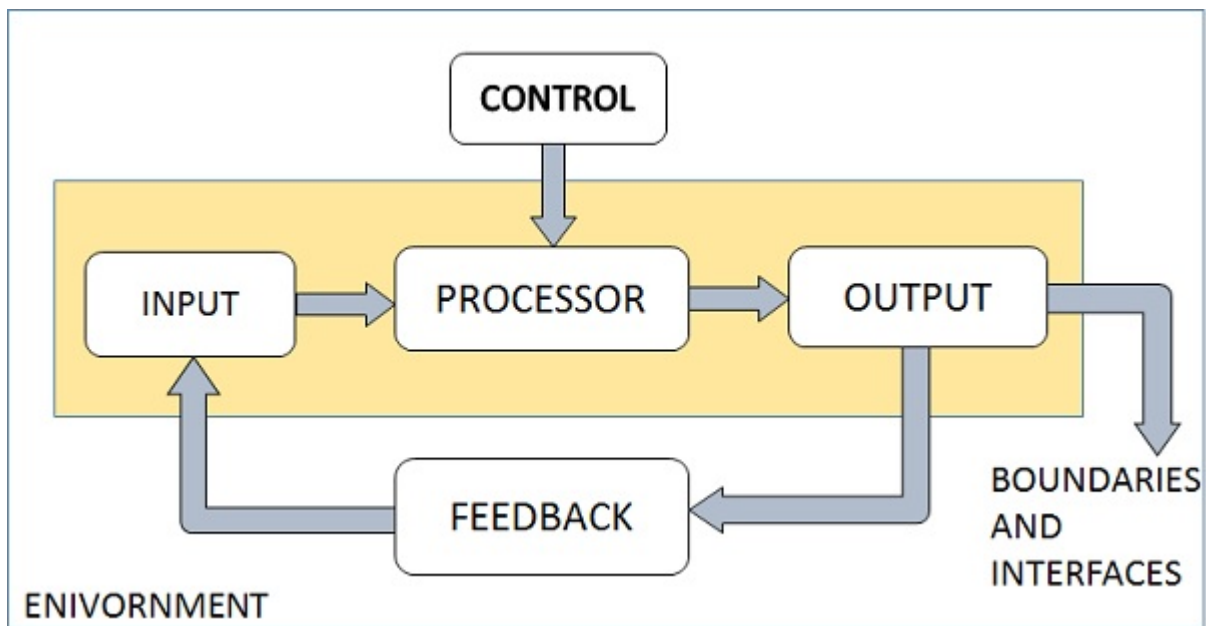 CONTROL
INPUT
PROCESSOR
OUTPUT
FEEDBACK
BOUNDARIES
AND
INTERFACES
ENIVORNMENT